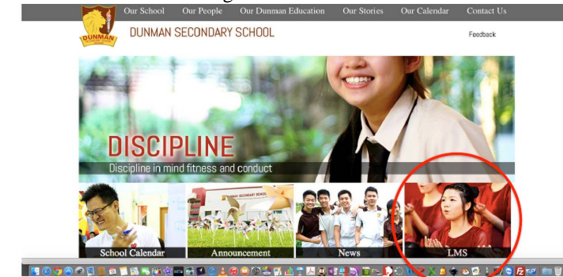 Our School Our People Our Dunman Education Our Stories Our Calendar Contact Us
DUNMAN
DUNMAN SECONDARY SCHOOL
Feedback
DISCIPLINE
Discipline in mind fitness and conduct
School Calendar Announcement News LMS